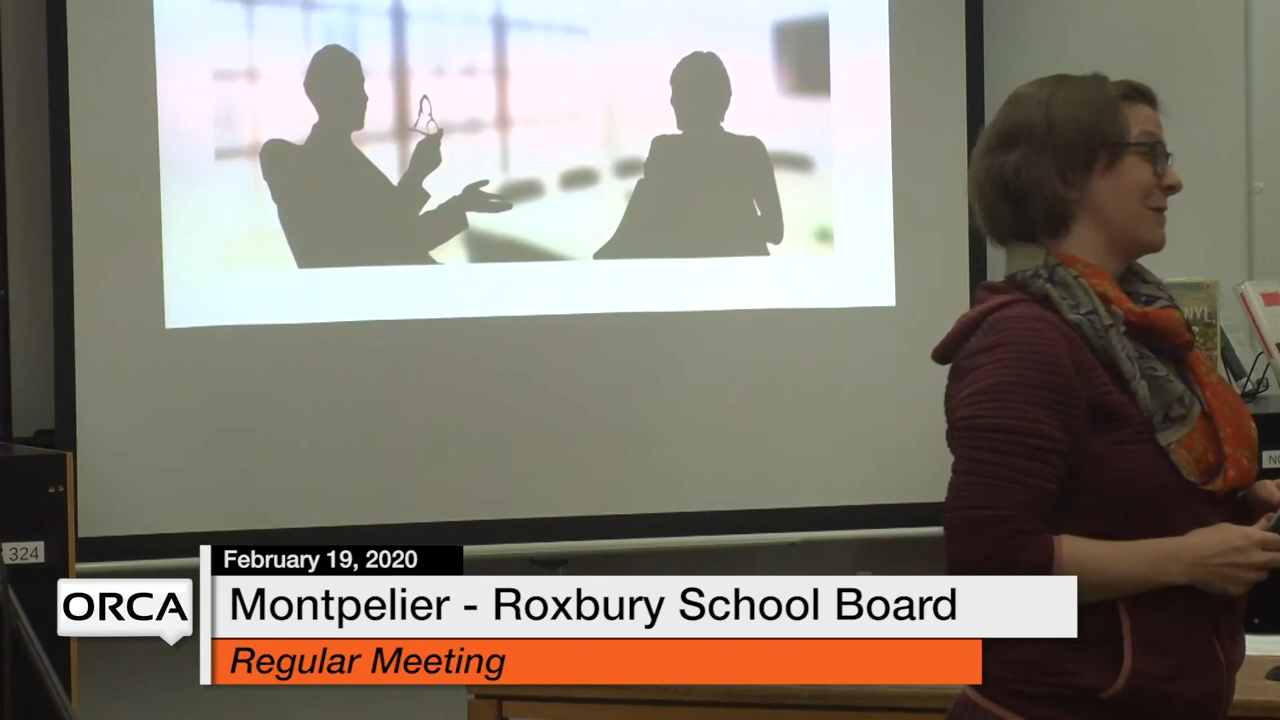 324
February 19, 2020
ORCA
Montpelier - Roxbury School Board
Regular Meeting